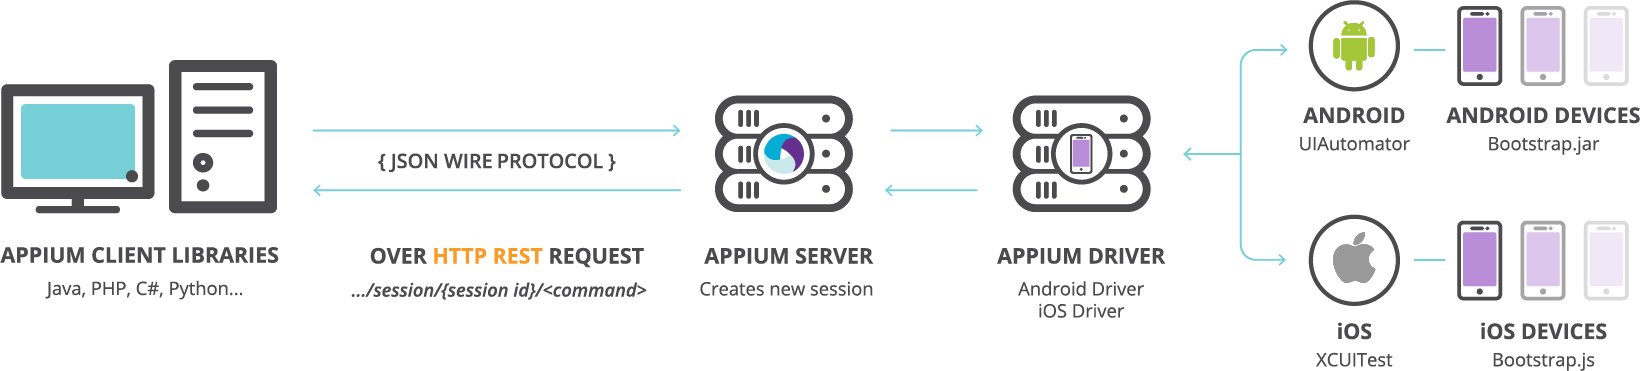 { JSON WIRE PROTOCOL }
APPIUM CLIENT LIBRARIES
Java, PHP, C#, Python...
OVER HTTP REST REQUEST
.../session/{session id}/<command>
APPIUM SERVER
Creates new session
APPIUM DRIVER
Android Driver
iOS Driver
ANDROID
UIAutomator
ANDROID DEVICES
Bootstrap.jar
iOS
XCUITest
iOS DEVICES
Bootstrap.js